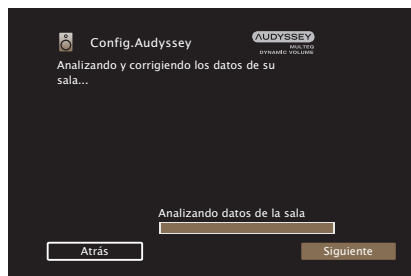 Config.Audyssey
AUDYSSEY
MULTEQ
DYNAMIC VOLUME
Analizando y corrigiendo los datos de su
sala...
Analizando datos de la sala
Atrás
Siguiente